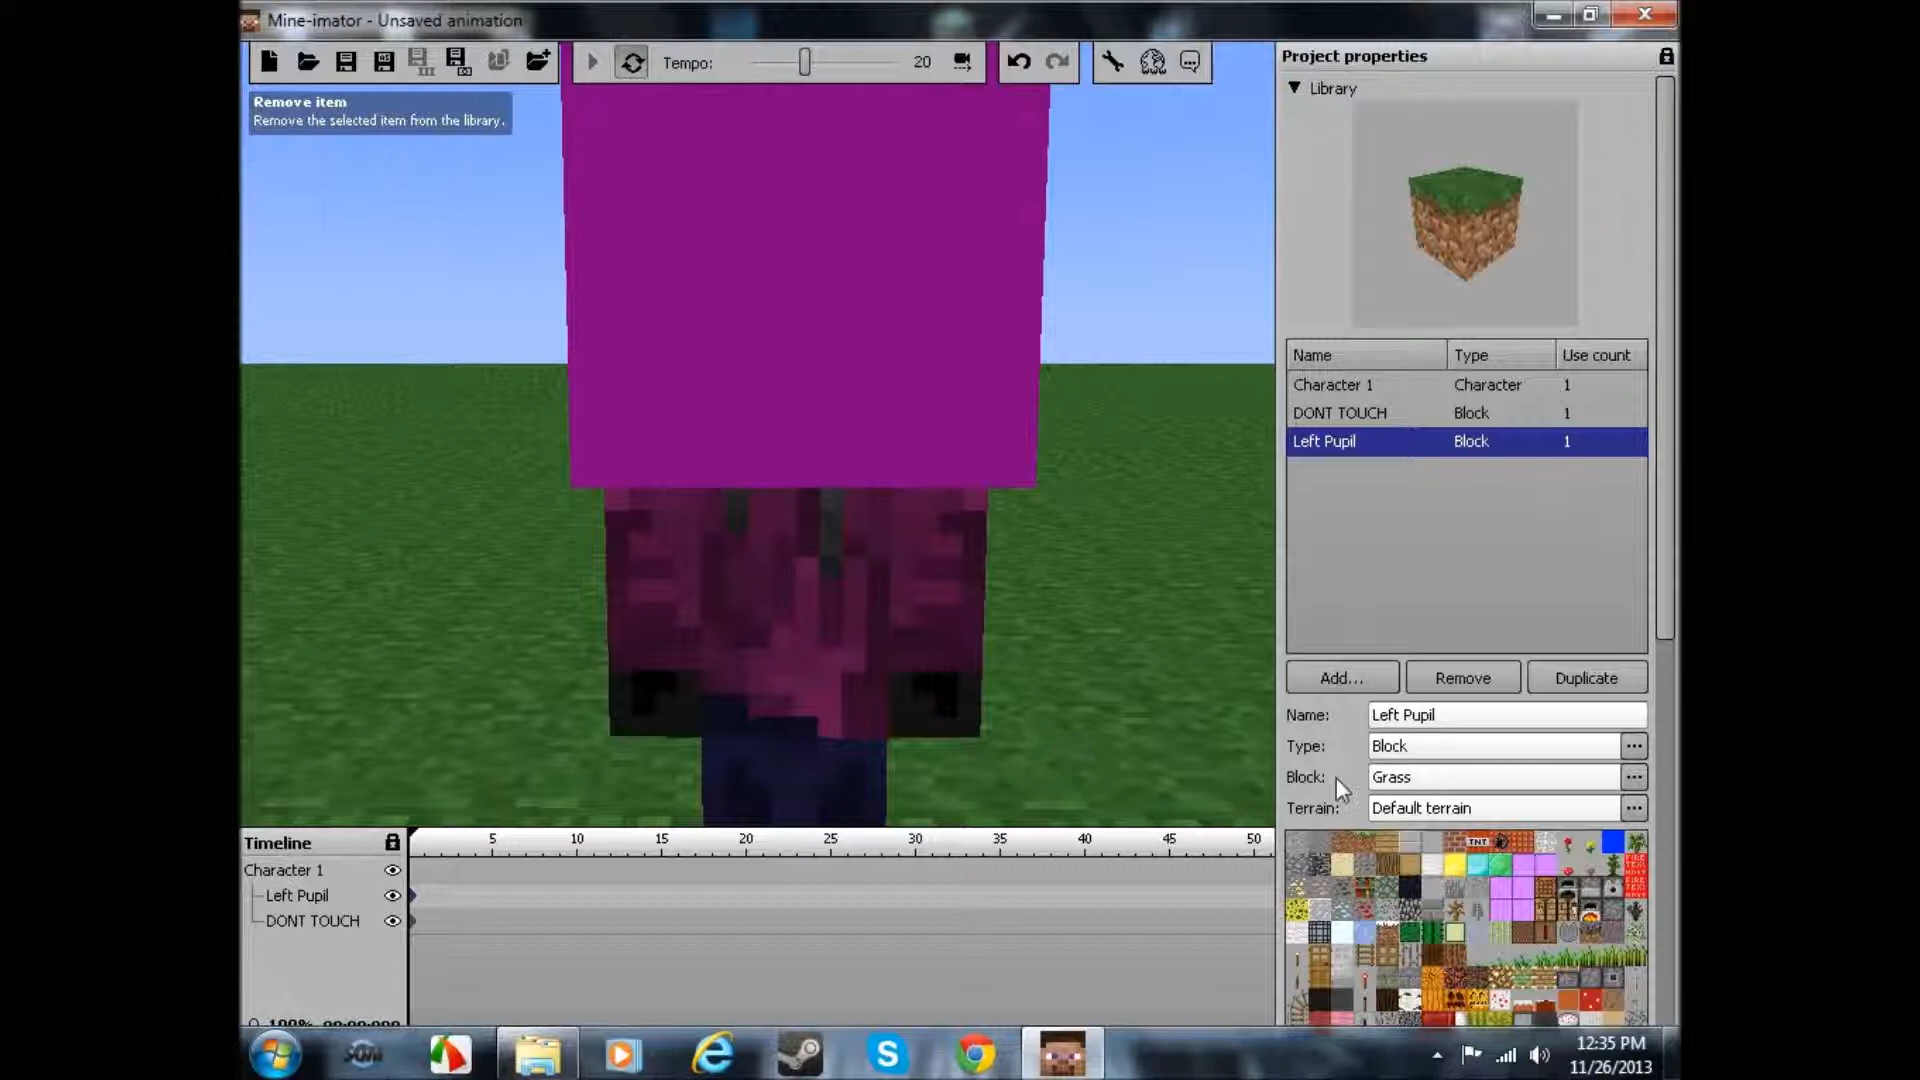 Mine-imator - Unsaved animation
Tempo: 20
Remove item
Remove the selected item from the library.
Project properties
Library
Name Type Use count
Character 1 Character 1
DONT TOUCH Block 1
Left Pupil Block 1
Add... Remove Duplicate
Name: Left Pupil
Type: Block
Block: Grass
Terrain: Default terrain
TNT
Timeline
5 10 15 20 25 30 35 40 45 50
Character 1
Left Pupil
DONT TOUCH
12:35 PM
11/26/2013